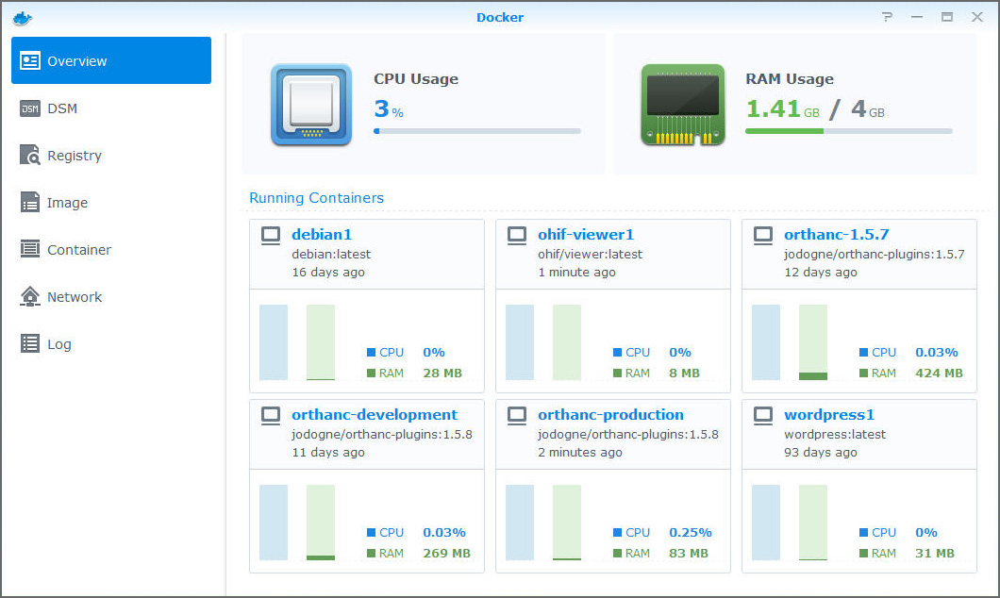 Docker
Overview
DSM
DSM
Registry
Image
Container
Network
Log
CPU Usage
3 %
RAM Usage
1.41 GB / 4 GB
Running Containers
debian1
debian:latest
16 days ago
CPU 0%
RAM 28 MB
ohif-viewer1
ohif/viewer:latest
1 minute ago
CPU 0%
RAM 8 MB
orthanc-1.5.7
jodogne/orthanc-plugins:1.5.7
12 days ago
CPU 0.03%
RAM 424 MB
orthanc-development
jodogne/orthanc-plugins:1.5.8
11 days ago
CPU 0.03%
RAM 269 MB
orthanc-production
jodogne/orthanc-plugins:1.5.8
2 minutes ago
CPU 0.25%
RAM 83 MB
wordpress1
wordpress:latest
93 days ago
CPU 0%
RAM 31 MB